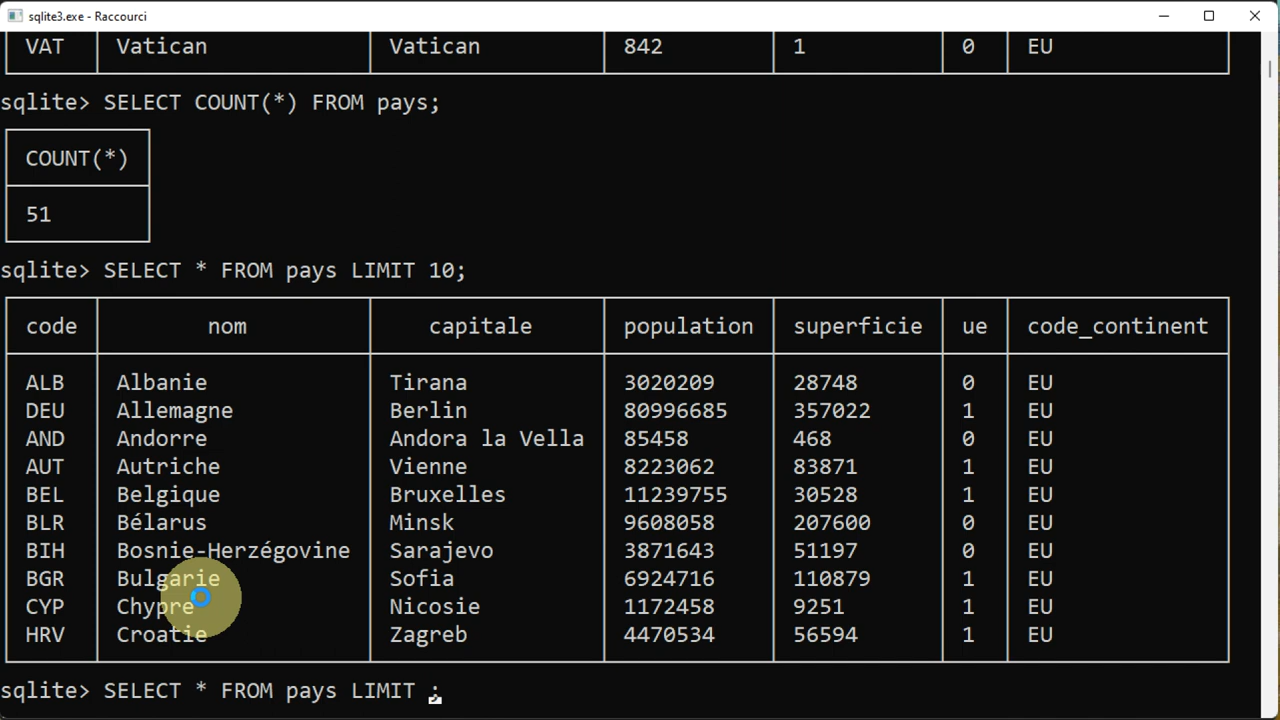 sqlite3.exe - Raccourci
VAT Vatican Vatican 842 1 0 EU
sqlite> SELECT COUNT(*) FROM pays;
COUNT(*)
51
sqlite> SELECT * FROM pays LIMIT 10;
code nom capitale population superficie ue code_continent
ALB Albanie Tirana 3020209 28748 0 EU
DEU Allemagne Berlin 80996685 357022 1 EU
AND Andorre Andora la Vella 85458 468 0 EU
AUT Autriche Vienne 8223062 83871 1 EU
BEL Belgique Bruxelles 11239755 30528 1 EU
BLR Bélarus Minsk 9608058 207600 0 EU
BIH Bosnie-Herzégovine Sarajevo 3871643 51197 0 EU
BGR Bulgarie Sofia 6924716 110879 1 EU
CYP Chypre Nicosie 1172458 9251 1 EU
HRV Croatie Zagreb 4470534 56594 1 EU
sqlite> SELECT * FROM pays LIMIT ;